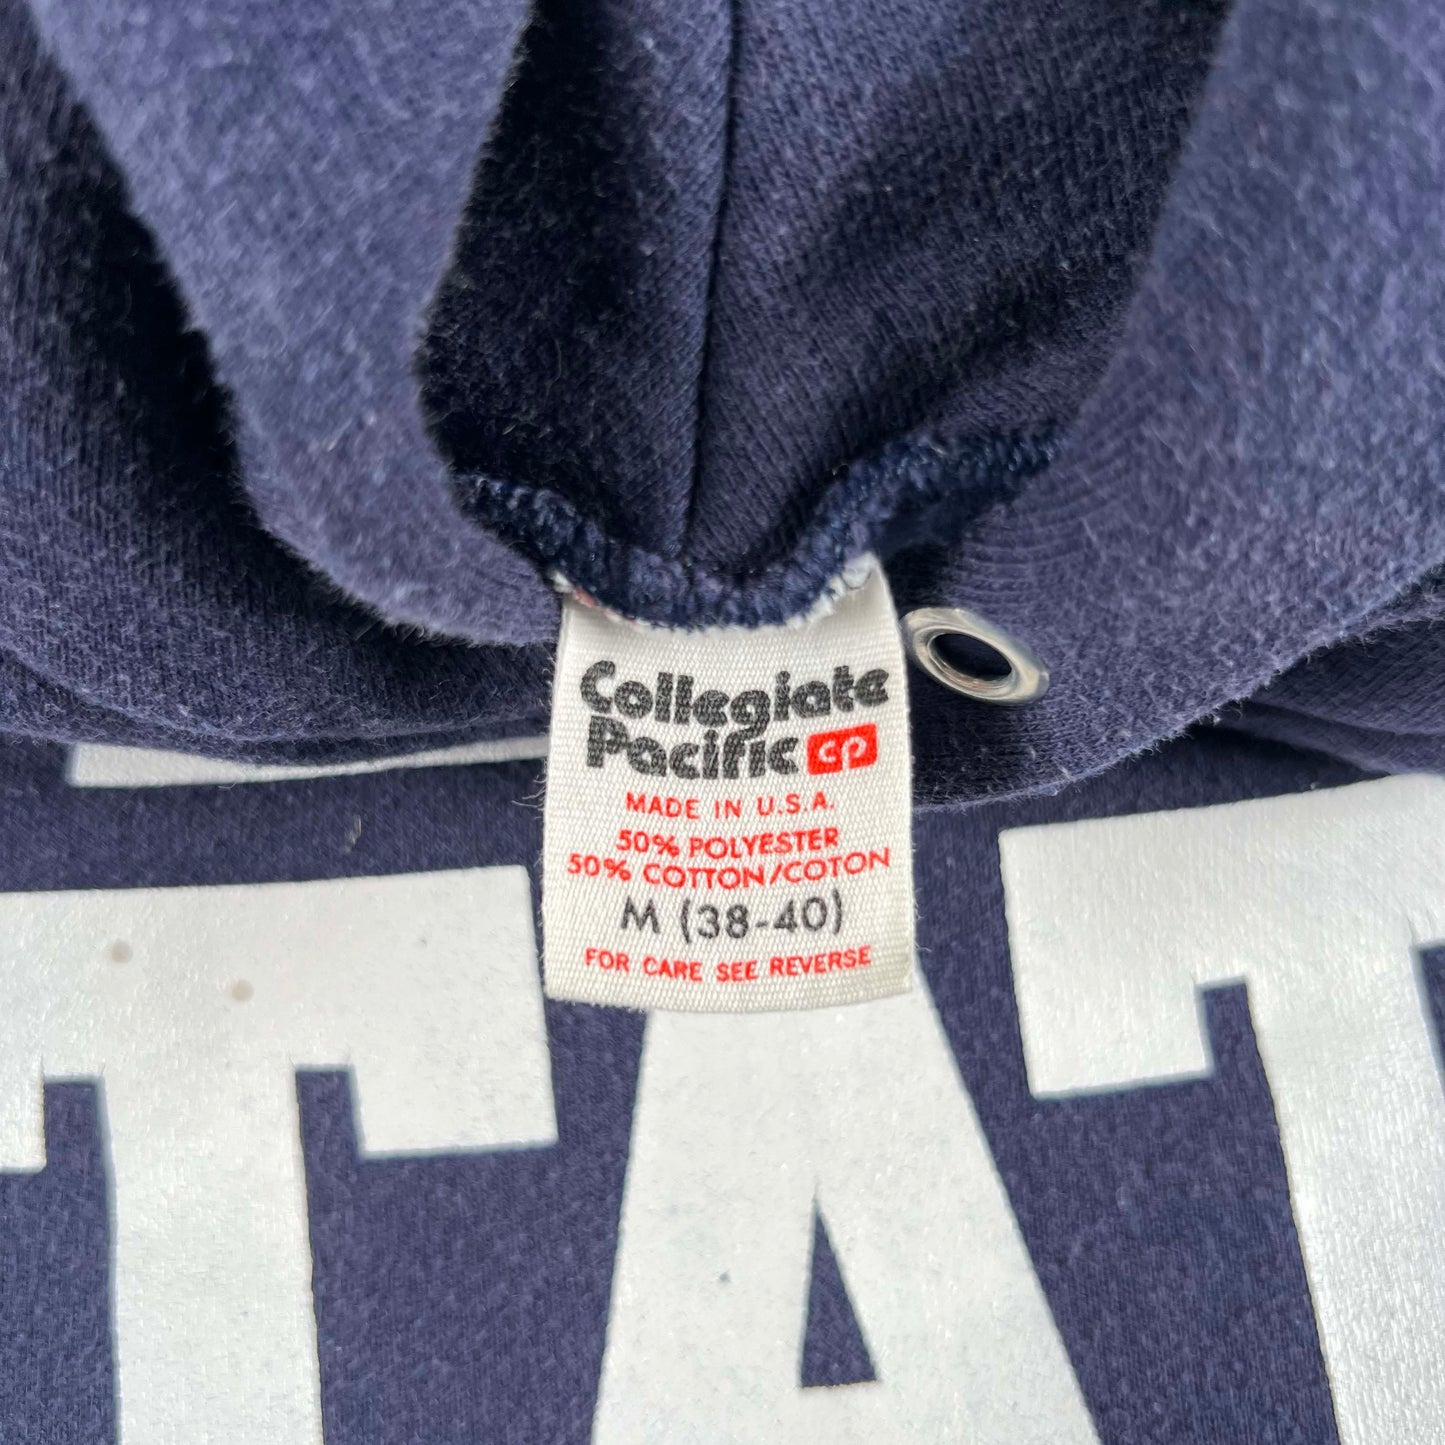 Collegiate
Pacific CP
MADE IN U.S.A.
50% POLYESTER
50% COTTON/COTON
M (38-40)
FOR CARE SEE REVERSE
TAT